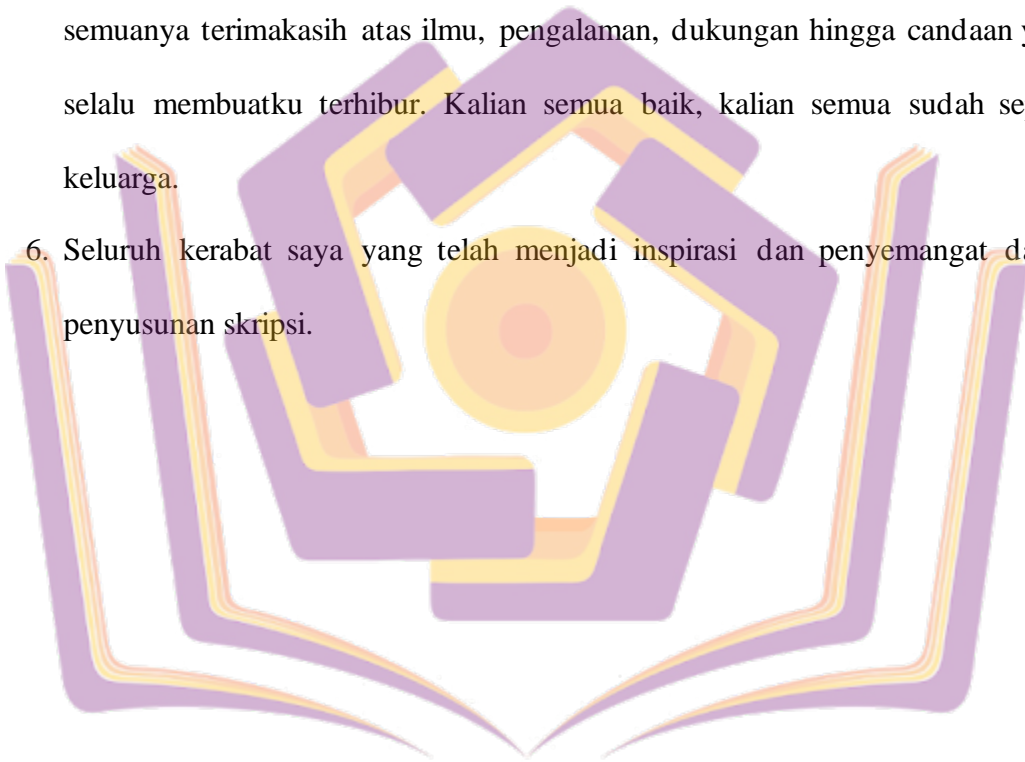 semuanya terimakasih atas ilmu, pengalaman, dukungan hingga candaan
selalu membuatku terhibur. Kalian semua baik, kalian semua sudah
keluarga.
6. Seluruh kerabat saya yang telah menjadi inspirasi dan penyemangat
penyusunan skripsi.